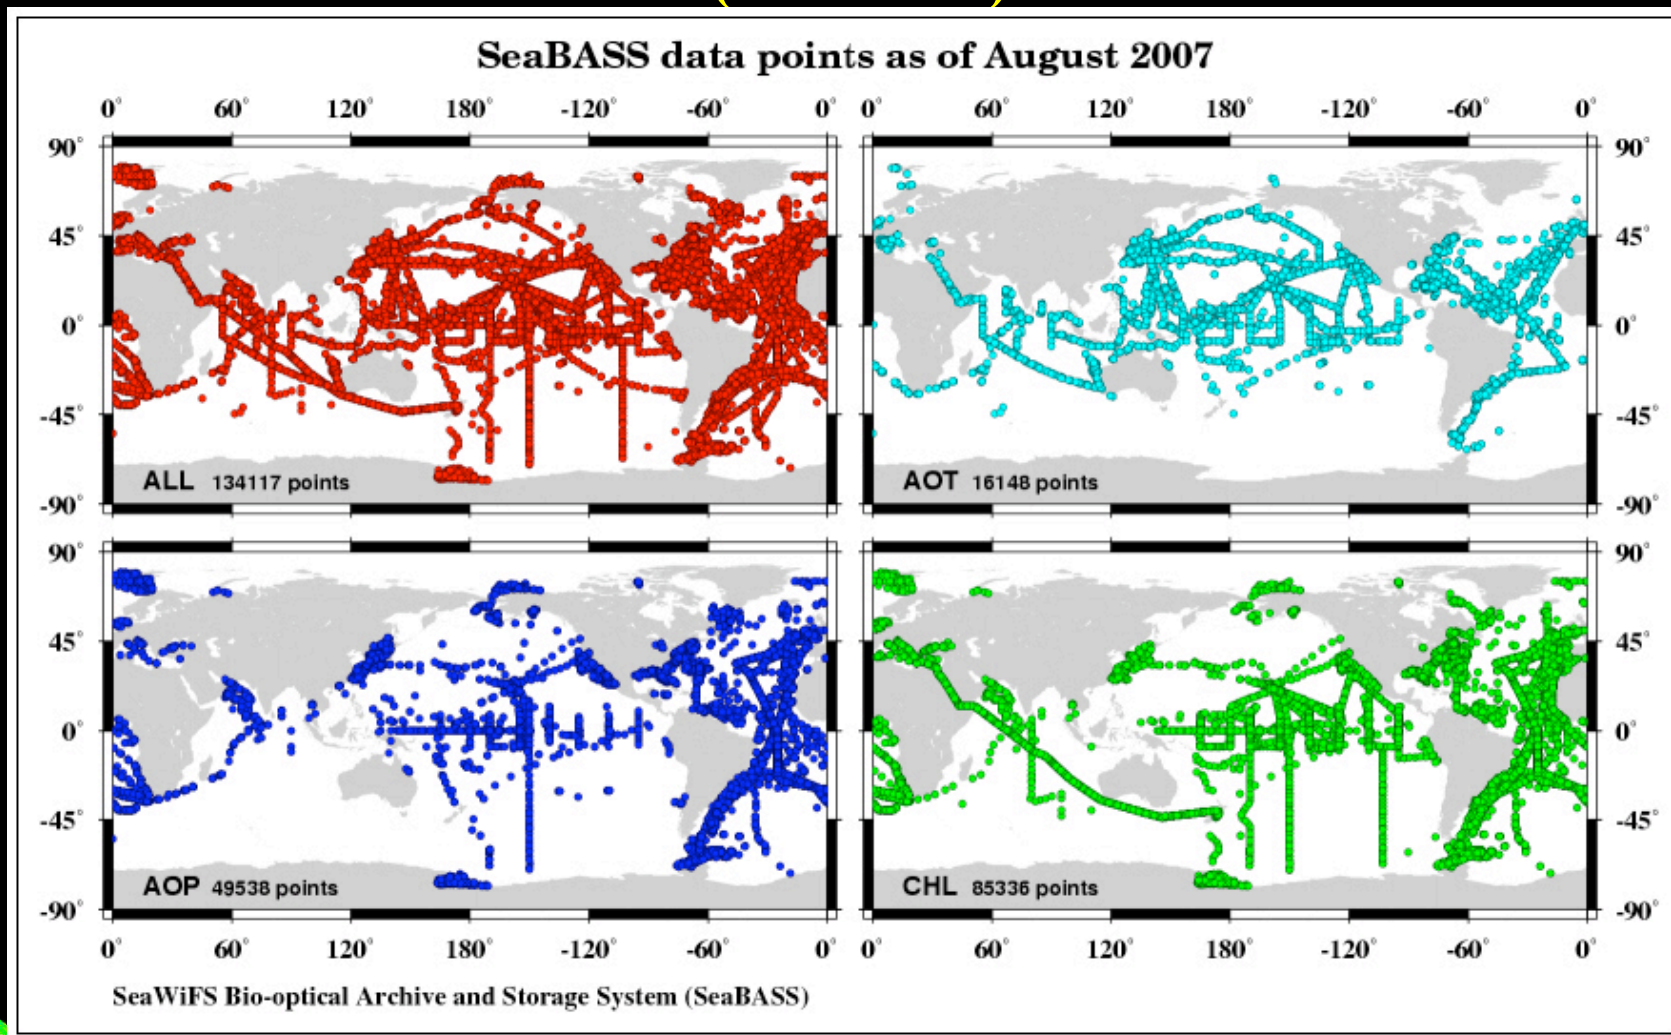 SeaBASS data points as of August 2007
0° 60° 120° 180° -120° -60° 0° 0° 60° 120° 180° -120° -60° 0°
90° 90°
45° 45°
0° 0°
-45° -45°
ALL 134117 points AOT 16148 points
-90° -90°
90° 90°
45° 45°
0° 0°
-45° -45°
AOP 49538 points CHL 85336 points
-90° -90°
0° 60° 120° 180° -120° -60° 0° 0° 60° 120° 180° -120° -60° 0°
SeaWiFS Bio-optical Archive and Storage System (SeaBASS)